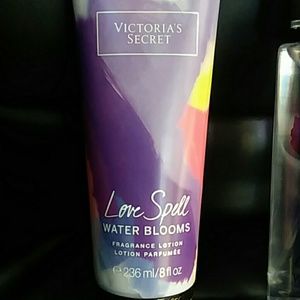 VICTORIA'S
SECRET
Love Spell
WATER BLOOMS
FRAGRANCE LOTION
LOTION PARFUMÉE
℮ 236 ml/8 fl oz